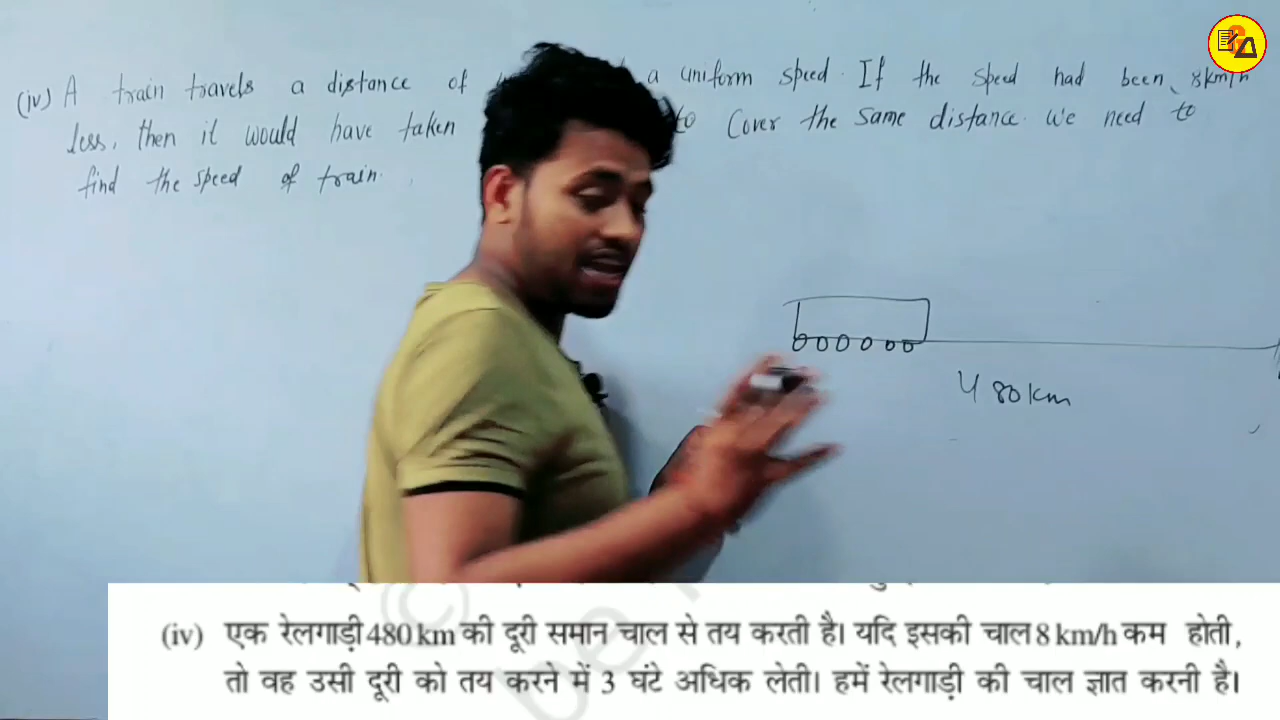 (iv) A train travels a distance of a uniform speed. If the speed had been 8km/h
less, then it would have taken to cover the same distance. we need to
find the speed of train.
480 km
(iv) एक रेलगाड़ी 480 km की दूरी समान चाल से तय करती है। यदि इसकी चाल 8 km/h कम होती,
तो वह उसी दूरी को तय करने में 3 घंटे अधिक लेती। हमें रेलगाड़ी की चाल ज्ञात करनी है।